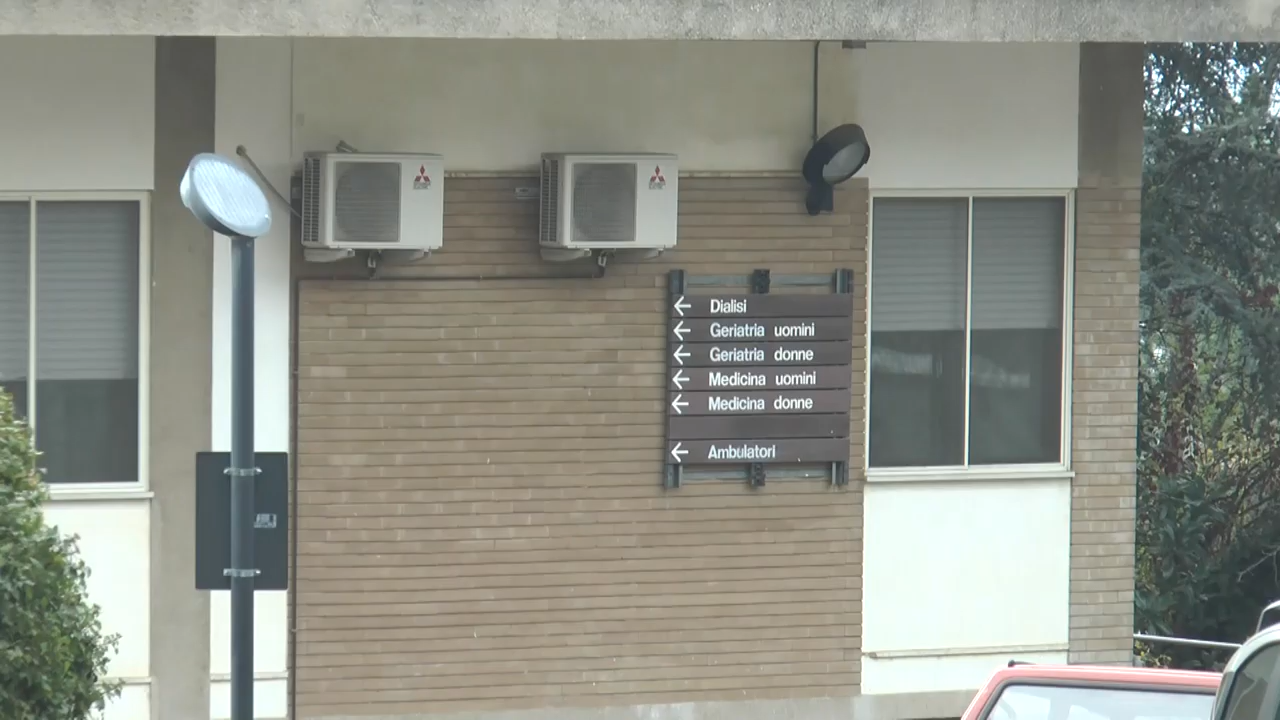 ← Dialisi
← Geriatria uomini
← Geriatria donne
← Medicina uomini
← Medicina donne
← Ambulatori